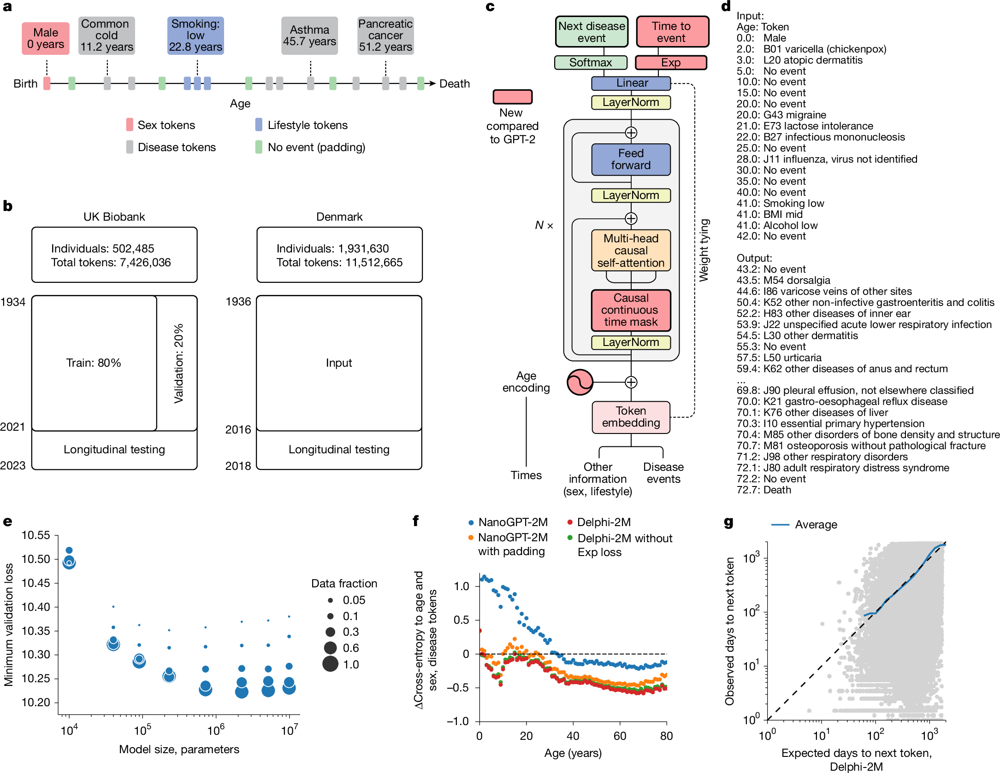 a
Male
0 years
Common
cold
11.2 years
Smoking:
low
22.8 years
Asthma
45.7 years
Pancreatic
cancer
51.2 years
Birth
Death
Age
Sex tokens
Lifestyle tokens
Disease tokens
No event (padding)
b
UK Biobank
Denmark
Individuals: 502,485
Total tokens: 7,426,036
Individuals: 1,931,630
Total tokens: 11,512,665
1934
Train: 80%
Validation: 20%
2021
Longitudinal testing
2023
1936
Input
2016
Longitudinal testing
2018
c
Next disease
event
Time to
event
Softmax
Exp
Linear
LayerNorm
New
compared
to GPT-2
Feed
forward
LayerNorm
N ×
Multi-head
causal
self-attention
Causal
continuous
time mask
LayerNorm
Weight tying
Age
encoding
Token
embedding
Times
Other
information
(sex, lifestyle)
Disease
events
d
Input:
Age: Token
0.0: Male
2.0: B01 varicella (chickenpox)
3.0: L20 atopic dermatitis
5.0: No event
10.0: No event
15.0: No event
20.0: No event
20.0: G43 migraine
21.0: E73 lactose intolerance
22.0: B27 infectious mononucleosis
25.0: No event
28.0: J11 influenza, virus not identified
30.0: No event
35.0: No event
40.0: No event
41.0: Smoking low
41.0: BMI mid
41.0: Alcohol low
42.0: No event
Output:
43.2: No event
43.5: M54 dorsalgia
44.6: I86 varicose veins of other sites
50.4: K52 other non-infective gastroenteritis and colitis
52.2: H83 other diseases of inner ear
53.9: J22 unspecified acute lower respiratory infection
54.5: L30 other dermatitis
55.3: No event
57.5: L50 urticaria
59.4: K62 other diseases of anus and rectum
...
69.8: J90 pleural effusion, not elsewhere classified
70.0: K21 gastro-oesophageal reflux disease
70.1: K76 other diseases of liver
70.3: I10 essential primary hypertension
70.4: M85 other disorders of bone density and structure
70.7: M81 osteoporosis without pathological fracture
71.2: J98 other respiratory disorders
72.1: J80 adult respiratory distress syndrome
72.2: No event
72.7: Death
e
Minimum validation loss
10.55
10.50
10.45
10.40
10.35
10.30
10.25
10.20
10⁴ 10⁵ 10⁶ 10⁷
Model size, parameters
Data fraction
0.05
0.1
0.3
0.6
1.0
f
NanoGPT-2M
NanoGPT-2M
with padding
Delphi-2M
Delphi-2M without
Exp loss
ΔCross-entropy to age and
sex, disease tokens
1.0
0.5
0
−0.5
−1.0
0 20 40 60 80
Age (years)
g
Average
Observed days to next token
10³
10²
10¹
10⁰
10⁰ 10¹ 10² 10³
Expected days to next token,
Delphi-2M